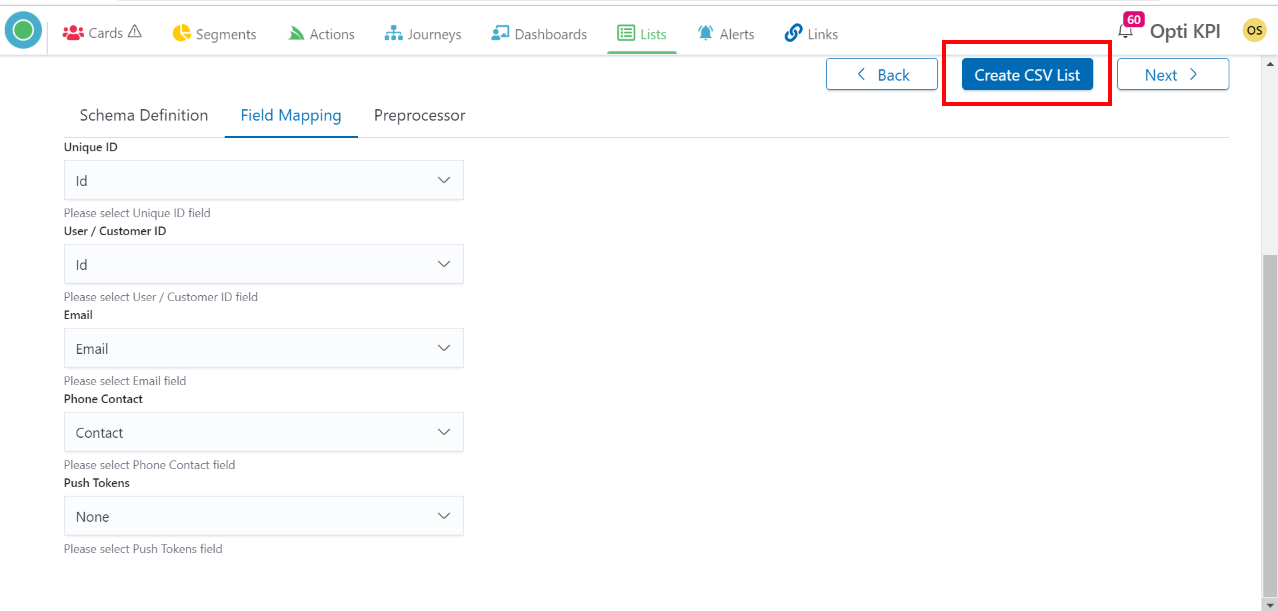 Cards Segments Actions Journeys Dashboards Lists Alerts Links 60 Opti KPI OS
Back Create CSV List Next
Schema Definition Field Mapping Preprocessor
Unique ID
Id
Please select Unique ID field
User / Customer ID
Id
Please select User / Customer ID field
Email
Email
Please select Email field
Phone Contact
Contact
Please select Phone Contact field
Push Tokens
None
Please select Push Tokens field